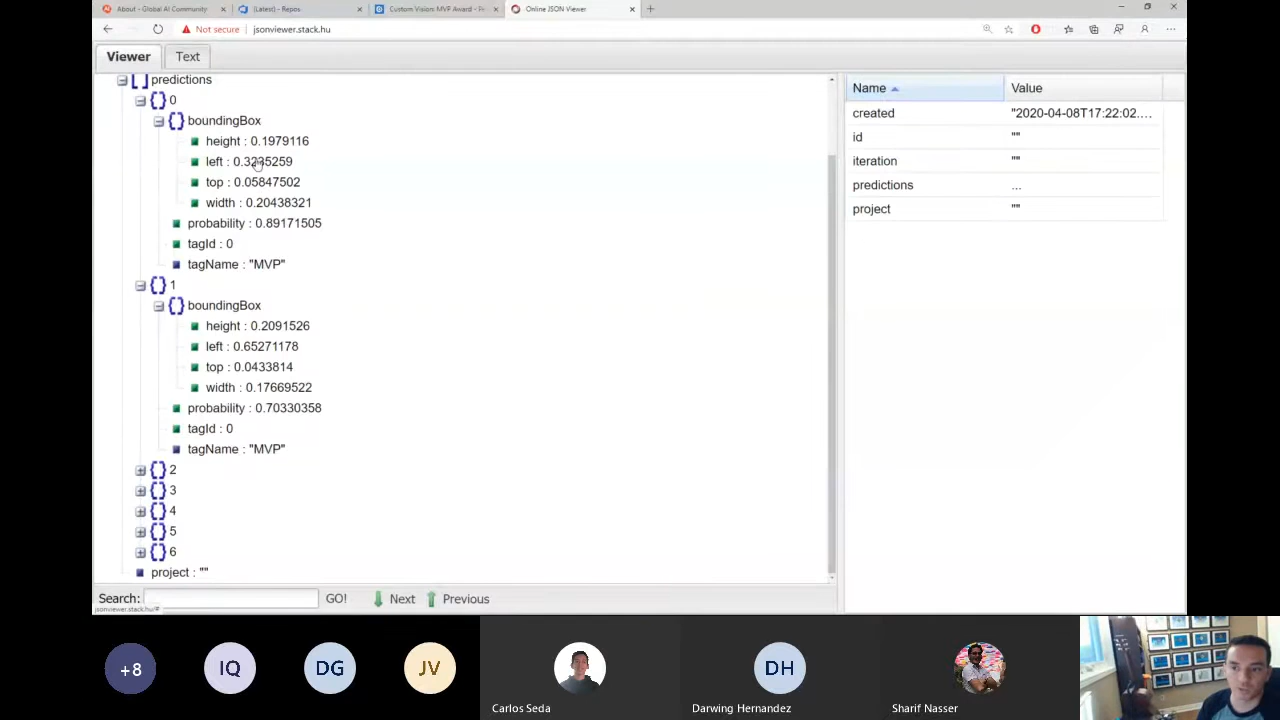 About - Global AI Community
(Latest) - Repos
Custom Vision: MVP Award - Pr
Online JSON Viewer
Not secure | jsonviewer.stack.hu
Viewer Text
predictions
0
boundingBox
height : 0.1979116
left : 0.3235259
top : 0.05847502
width : 0.20438321
probability : 0.89171505
tagId : 0
tagName : "MVP"
1
boundingBox
height : 0.2091526
left : 0.65271178
top : 0.0433814
width : 0.17669522
probability : 0.70330358
tagId : 0
tagName : "MVP"
2
3
4
5
6
project : ""
Search: GO! Next Previous
jsonviewer.stack.hu/#
Name Value
created "2020-04-08T17:22:02....
id ""
iteration ""
predictions ...
project ""
+8
IQ
DG
JV
Carlos Seda
DH
Darwing Hernandez
Sharif Nasser